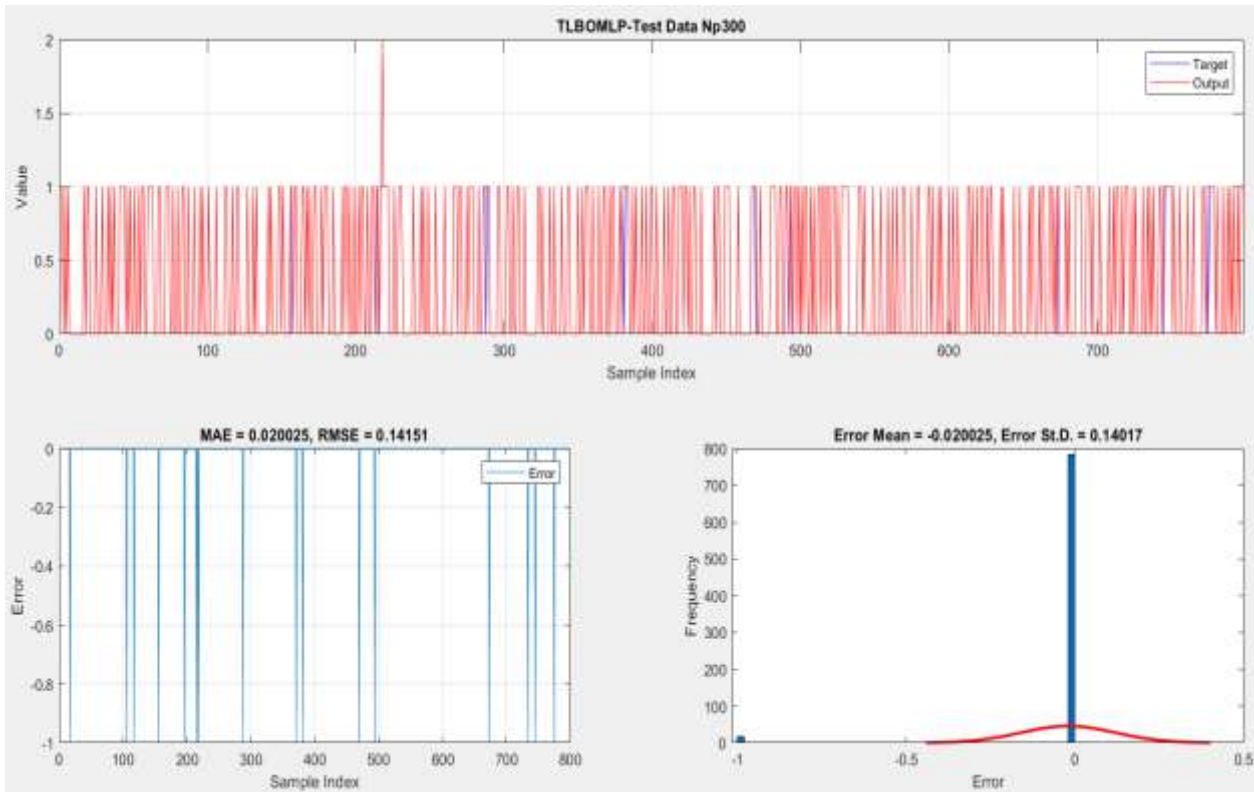 TLBOMLP-Test Data Np300
2
1.5
1
0.5
0
Value
Target
Output
0 100 200 300 400 500 600 700
Sample Index
MAE = 0.020025, RMSE = 0.14151
0
-0.2
-0.4
-0.6
-0.8
-1
Error
Error
0 100 200 300 400 500 600 700 800
Sample Index
Error Mean = -0.020025, Error St.D. = 0.14017
800
700
600
500
400
300
200
100
0
Frequency
-1 -0.5 0 0.5
Error